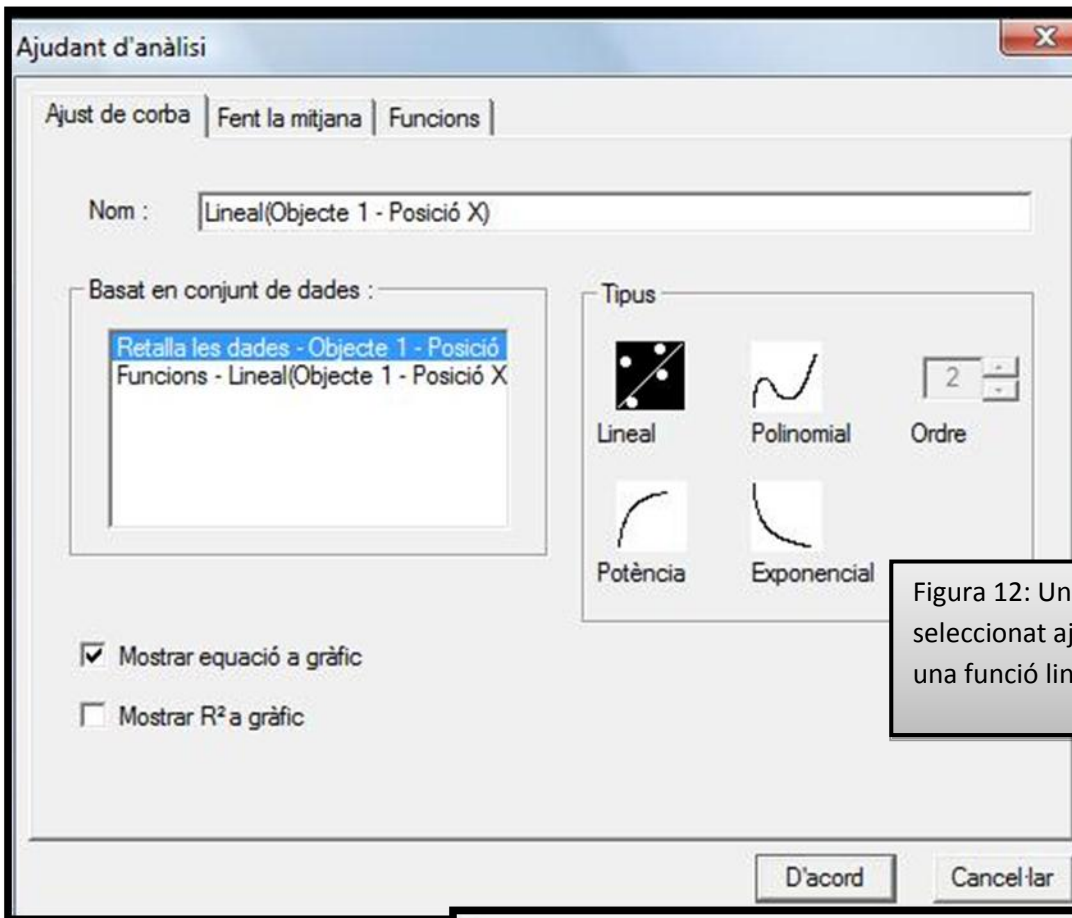 Ajudant d'anàlisi
Ajust de corba
Fent la mitjana
Funcions
Nom :
Lineal(Objecte 1 - Posició X)
Basat en conjunt de dades :
Retalla les dades - Objecte 1 - Posició
Funcions - Lineal(Objecte 1 - Posició X
Tipus
2
Lineal
Polinomial
Ordre
Potència
Exponencial
Figura 12: Un
seleccionat
una funció
Mostrar equació a gràfic
Mostrar R² a gràfic
D'acord
Cancel·lar